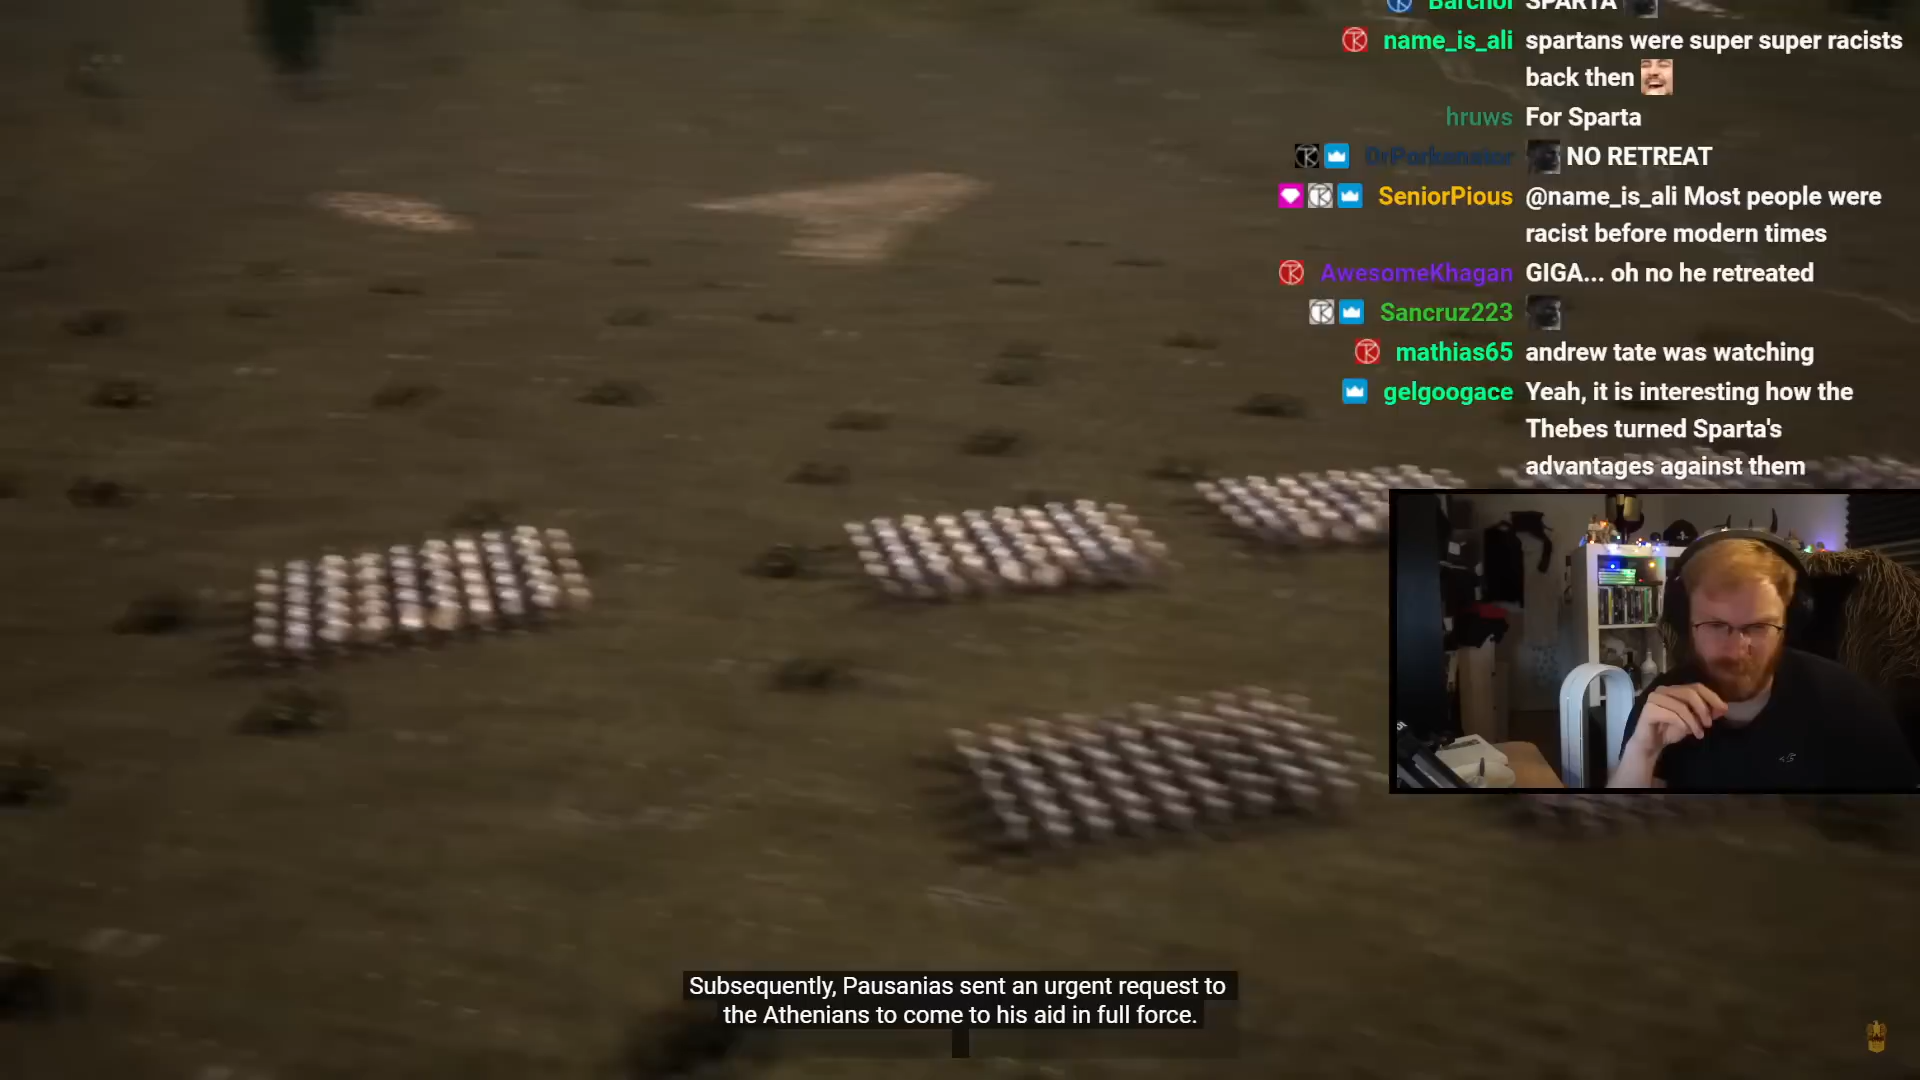 Barchol SPARTA
name_is_ali spartans were super super racists
back then
hruws For Sparta
DrPorkenator NO RETREAT
SeniorPious @name_is_ali Most people were
racist before modern times
AwesomeKhagan GIGA... oh no he retreated
Sancruz223
mathias65 andrew tate was watching
gelgoogace Yeah, it is interesting how the
Thebes turned Sparta's
advantages against them
Subsequently, Pausanias sent an urgent request to
the Athenians to come to his aid in full force.